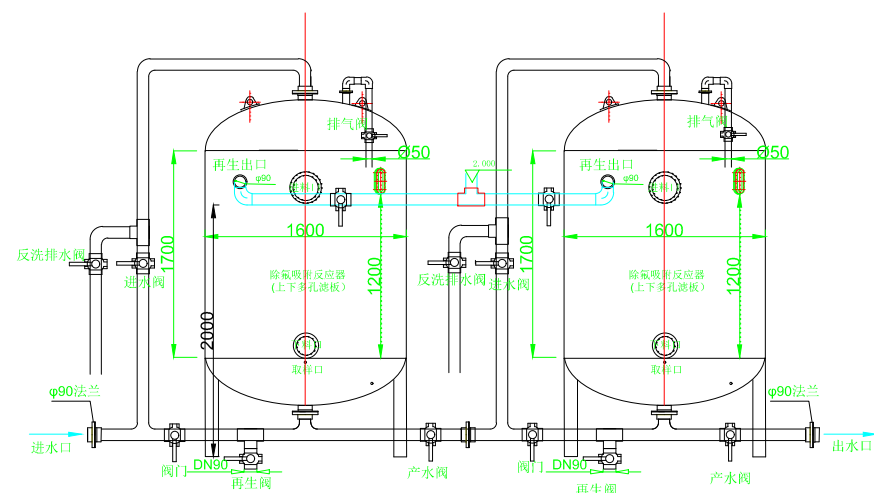 排气阀
排气阀
Ø50
Ø50
再生出口
再生出口
2.000
φ90
φ90
1600
1600
1700
1700
反洗排水阀
进水阀
反洗排水阀
进水阀
除氟吸附反应器
(上下多孔滤板)
除氟吸附反应器
(上下多孔滤板)
1200
1200
2000
取样口
取样口
φ90法兰
φ90法兰
进水口
出水口
阀门
DN90
再生阀
产水阀
阀门
DN90
再生阀
产水阀